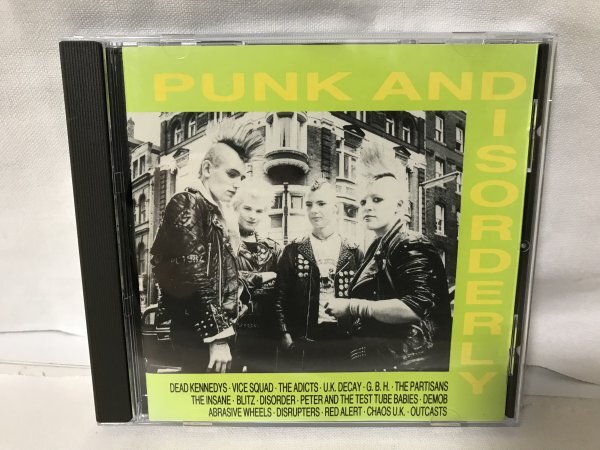 PUNK AND
DISORDERLY
DEAD KENNEDYS · VICE SQUAD · THE ADICTS · U.K. DECAY · G. B. H. · THE PARTISANS
THE INSANE · BLITZ · DISORDER · PETER AND THE TEST TUBE BABIES · DEMOB
ABRASIVE WHEELS · DISRUPTERS · RED ALERT · CHAOS U.K. · OUTCASTS